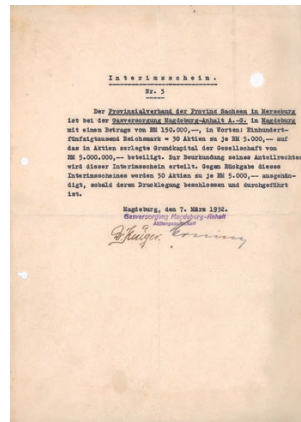 Interimsschein.
Nr. 3
Der Provinzialverband der Provinz Sachsen in Merseburg
ist bei der Gasversorgung Magdeburg-Anhalt A.-G. in Magdeburg
mit einem Betrage von RM 150.000,--, in Worten: Einhundert-
fünfzigtausend Reichsmark = 30 Aktien zu je RM 5.000,-- auf
das in Aktien zerlegte Grundkapital der Gesellschaft von
RM 5.000.000,-- beteiligt. Zur Beurkundung seines Anteilrechtes
wird dieser Interimsschein erteilt. Gegen Rückgabe dieses
Interimsscheines werden 30 Aktien zu je RM 5.000,-- ausgehän-
digt, sobald deren Drucklegung beschlossen und durchgeführt
ist.
Magdeburg, den 7. März 1932.
Gasversorgung Magdeburg-Anhalt
Aktiengesellschaft